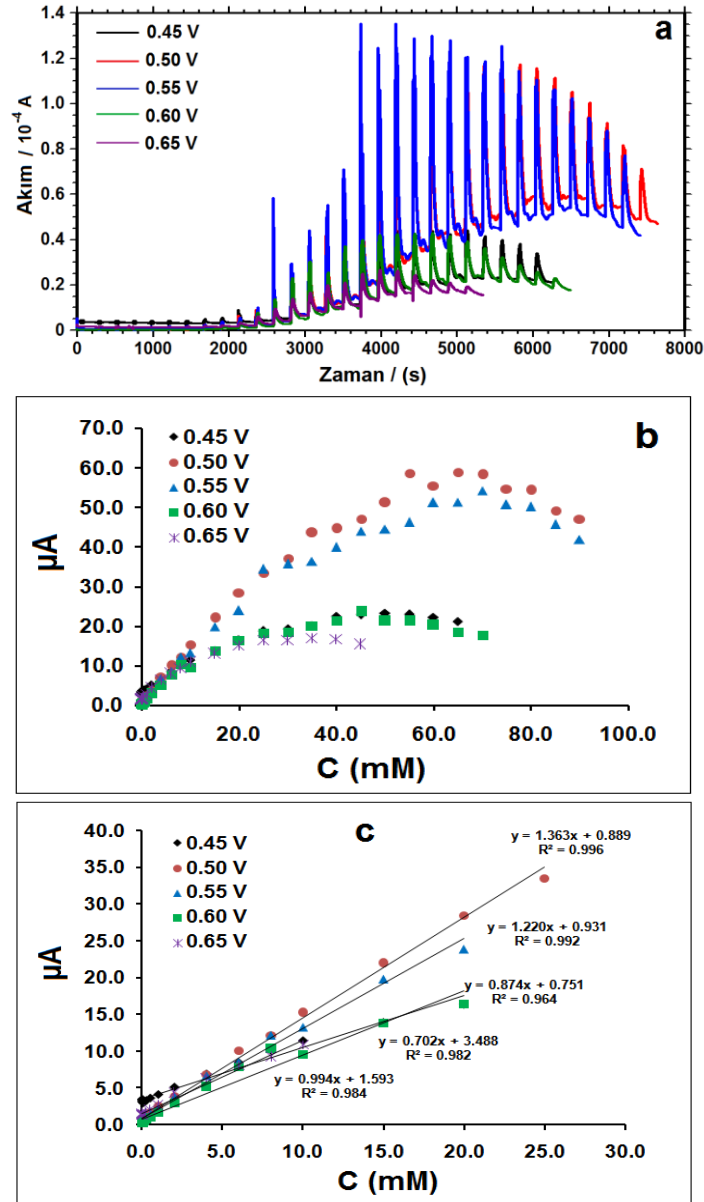 a
1.4
1.2
1.0
0.8
0.6
0.4
0.2
0
0.45 V
0.50 V
0.55 V
0.60 V
0.65 V
Akım / 10⁻⁴ A
0 1000 2000 3000 4000 5000 6000 7000 8000
Zaman / (s)
b
70.0
60.0
50.0
40.0
30.0
20.0
10.0
0.0
0.45 V
0.50 V
0.55 V
0.60 V
0.65 V
µA
0.0 20.0 40.0 60.0 80.0 100.0
C (mM)
c
40.0
35.0
30.0
25.0
20.0
15.0
10.0
5.0
0.0
0.45 V
0.50 V
0.55 V
0.60 V
0.65 V
µA
y = 1.363x + 0.889
R² = 0.996
y = 1.220x + 0.931
R² = 0.992
y = 0.874x + 0.751
R² = 0.964
y = 0.702x + 3.488
R² = 0.982
y = 0.994x + 1.593
R² = 0.984
0.0 5.0 10.0 15.0 20.0 25.0 30.0
C (mM)